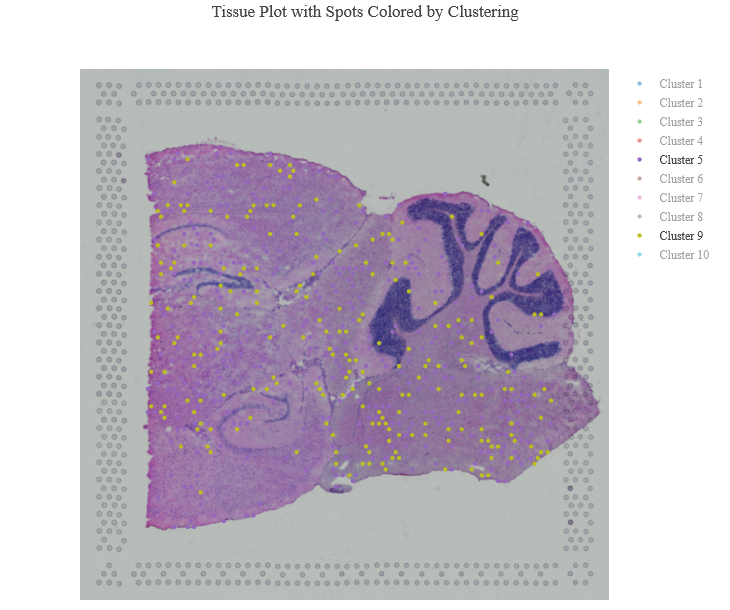 Tissue Plot with Spots Colored by Clustering
Cluster 1
Cluster 2
Cluster 3
Cluster 4
Cluster 5
Cluster 6
Cluster 7
Cluster 8
Cluster 9
Cluster 10